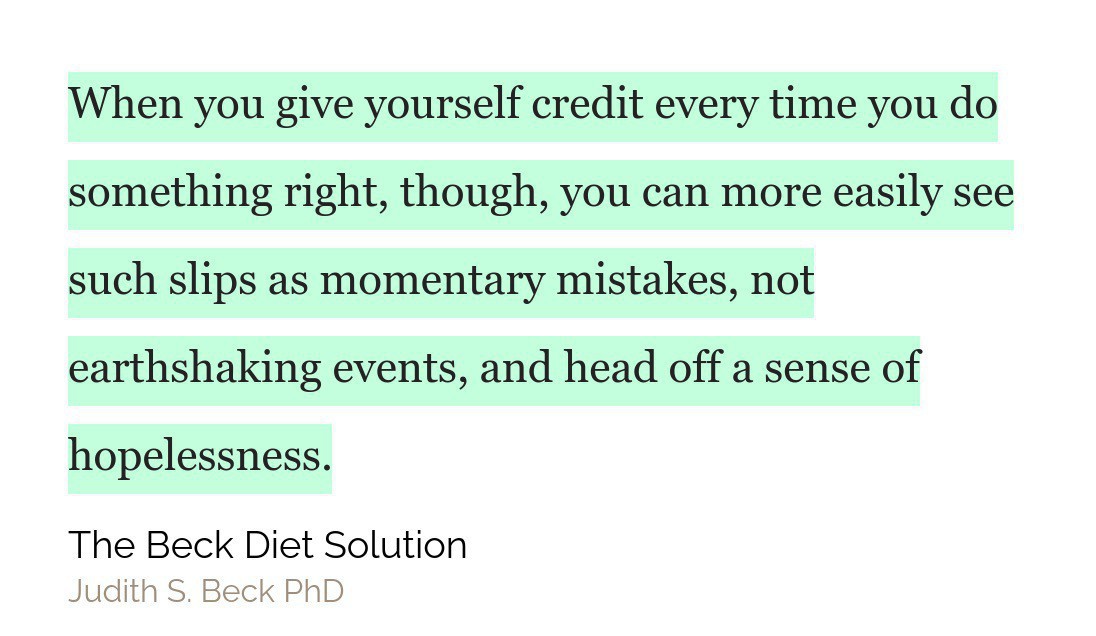 When you give yourself credit every time you do
something right, though, you can more easily see
such slips as momentary mistakes, not
earthshaking events, and head off a sense of
hopelessness.
The Beck Diet Solution
Judith S. Beck PhD